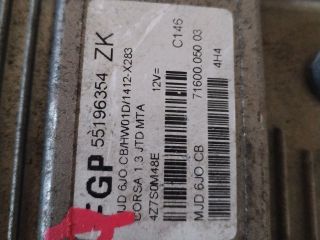 FGP 55196354 ZK
MJD 6JO .CB/HW01D/1412-X283
CORSA 1.3 JTD MTA
4Z7S0M48E 12V= C146
MJD 6JO .CB 71600.050.03
4H4